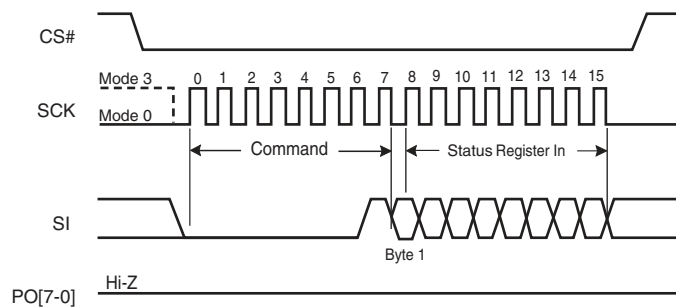 CS#
Mode 3
0 1 2 3 4 5 6 7 8 9 10 11 12 13 14 15
SCK
Mode 0
Command
Status Register In
SI
Byte 1
Hi-Z
PO[7-0]